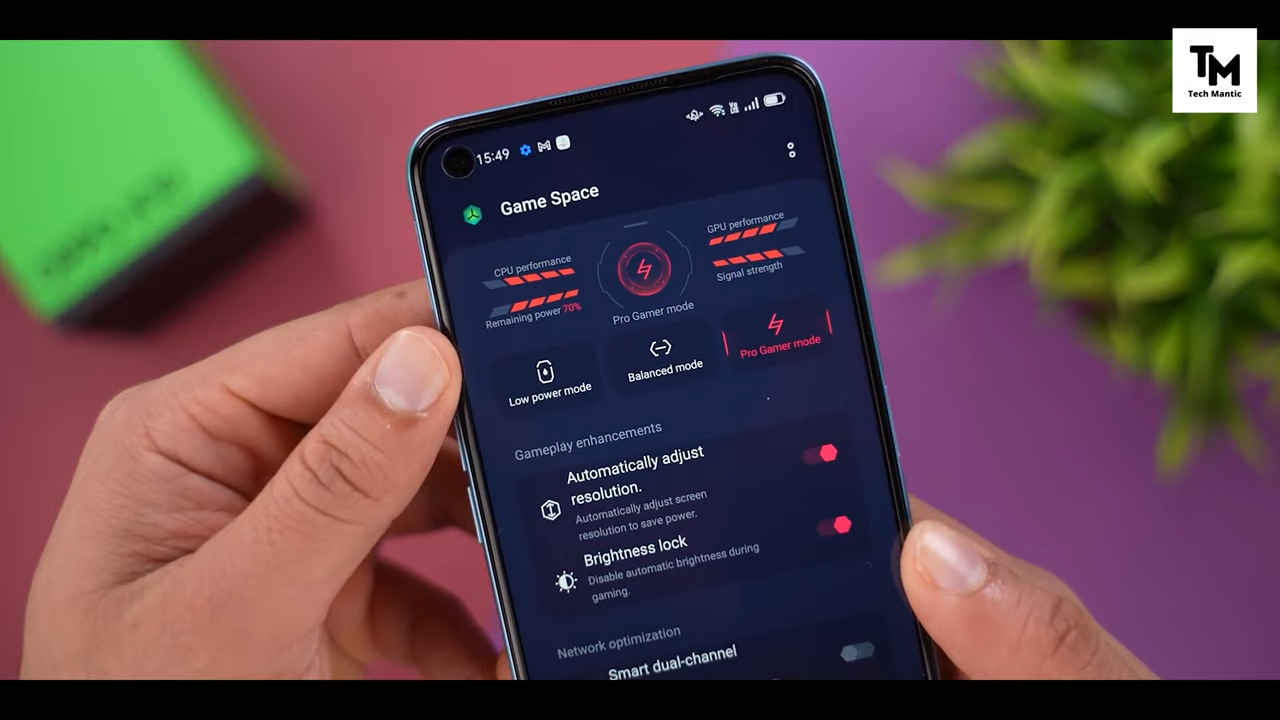 TM
Tech Mantic
15:49
Game Space
CPU performance
GPU performance
Remaining power 70%
Signal strength
Pro Gamer mode
Low power mode
Balanced mode
Pro Gamer mode
Gameplay enhancements
Automatically adjust
resolution.
Automatically adjust screen
resolution to save power.
Brightness lock
Disable automatic brightness during
gaming.
Network optimization
Smart dual-channel